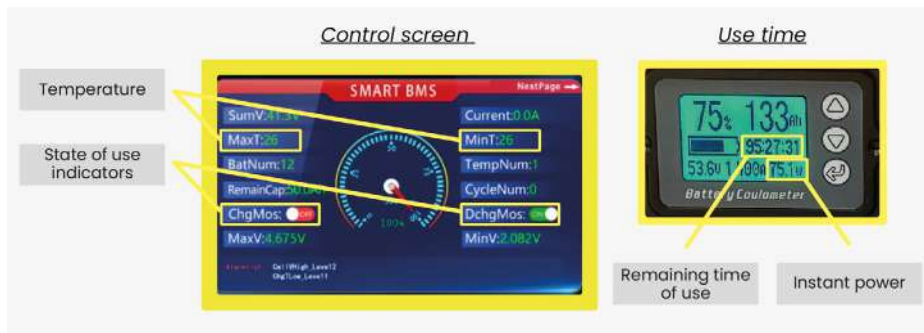 Control screen
Use time
Temperature
State of use
indicators
SMART BMS
NextPage
SumV:41.3V
Current:0.0A
MaxT:26
MinT:26
BatNum:12
TempNum:1
RemainCap:50.0AH
CycleNum:0
ChgMos: OFF
DchgMos: ON
MaxV:4.675V
MinV:2.082V
100%
CellVHigh_Level2
ChgTLow_Level1
75% 133Ah
95:27:31
53.6V 75.1W
Battery Coulometer
Remaining time
of use
Instant power